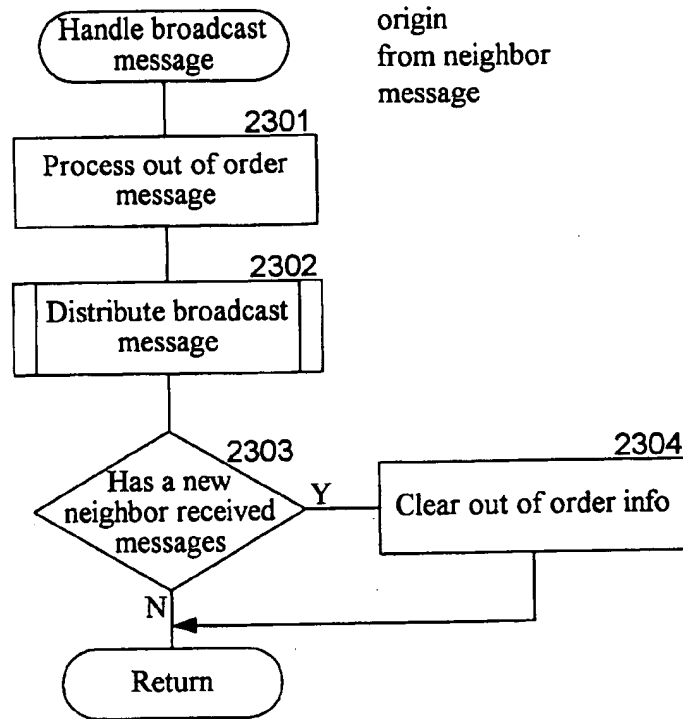 Handle broadcast
message
origin
from neighbor
message
2301
Process out of order
message
2302
Distribute broadcast
message
2303
Has a new
neighbor received
messages
Y
2304
Clear out of order info
N
Return